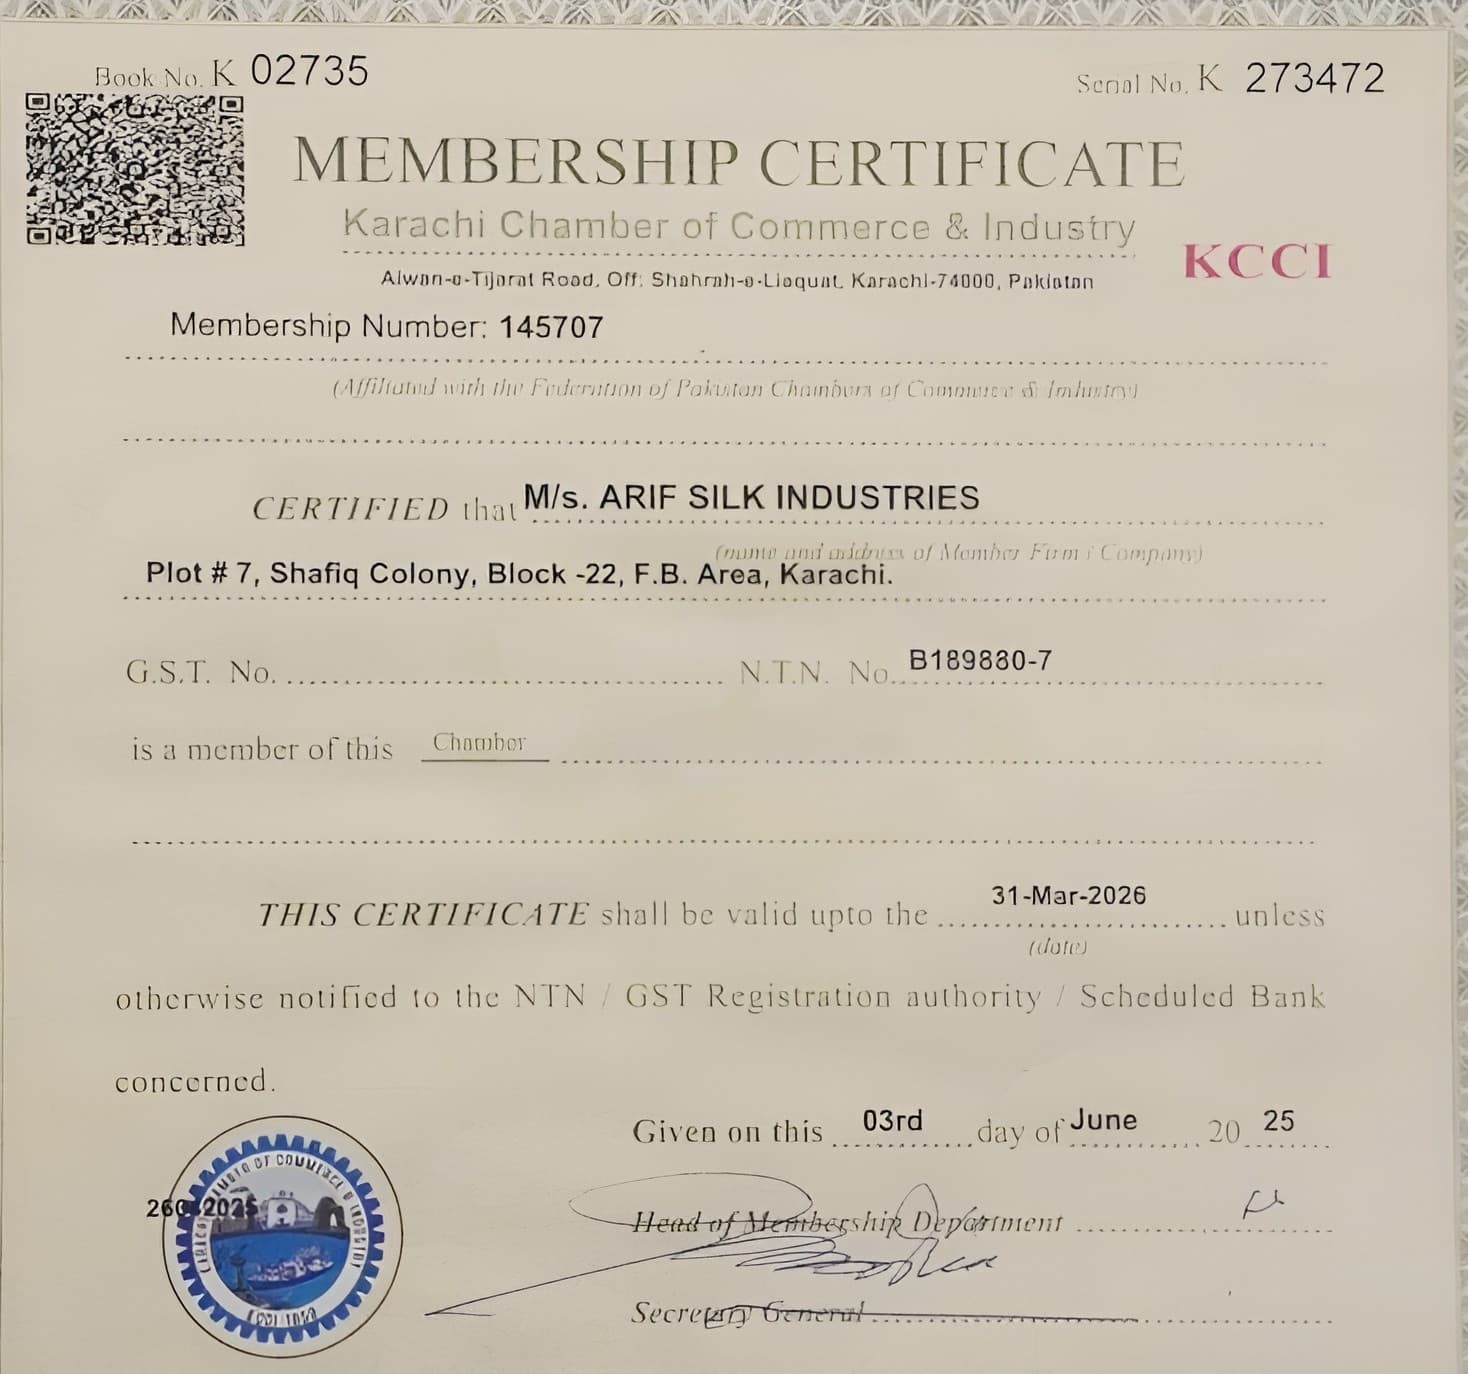 Book No. K 02735
Serial No. K 273472
MEMBERSHIP CERTIFICATE
Karachi Chamber of Commerce & Industry
KCCI
Aiwan-e-Tijarat Road, Off: Shahrah-e-Liaquat, Karachi-74000, Pakistan
Membership Number: 145707
(Affiliated with the Federation of Pakistan Chambers of Commerce & Industry)
CERTIFIED that M/s. ARIF SILK INDUSTRIES
(name and address of Member Firm / Company)
Plot # 7, Shafiq Colony, Block -22, F.B. Area, Karachi.
G.S.T. No. N.T.N. No. B189880-7
is a member of this Chamber
THIS CERTIFICATE shall be valid upto the 31-Mar-2026 unless
(date)
otherwise notified to the NTN / GST Registration authority / Scheduled Bank
concerned.
Given on this 03rd day of June 20 25
Head of Membership Department
Secretary General